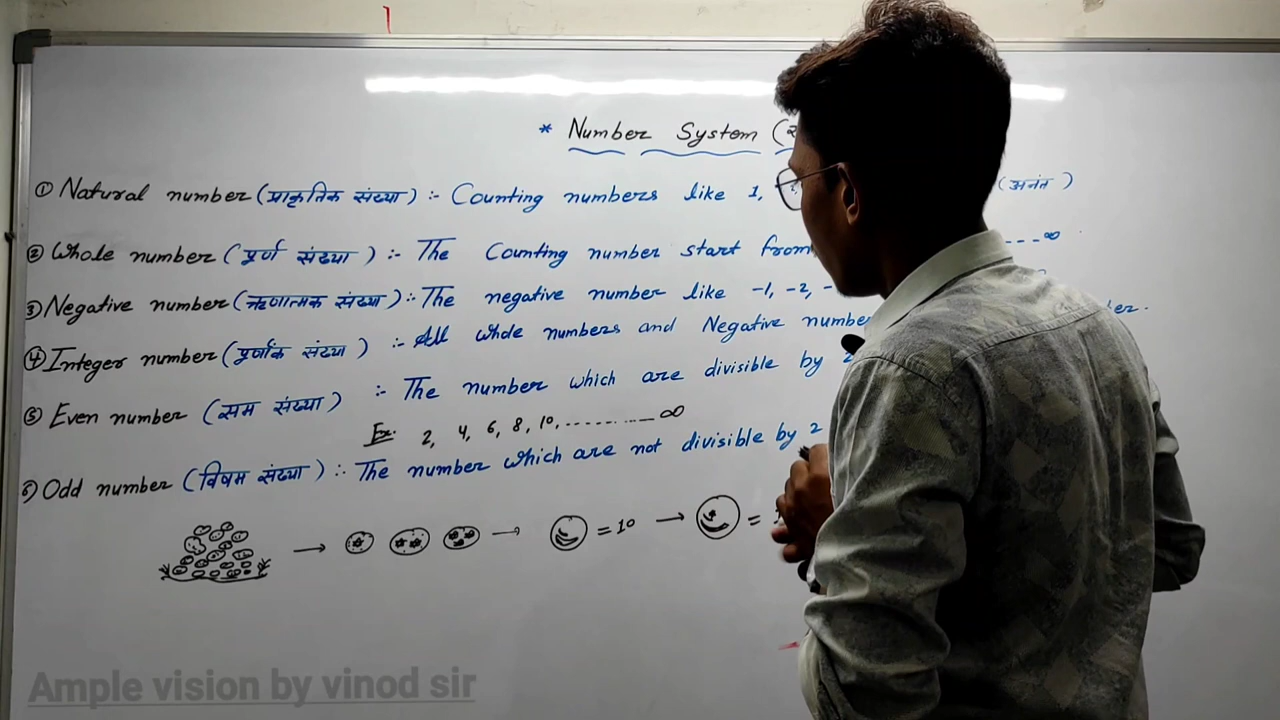 * Number System (
① Natural number (प्राकृतिक संख्या) :- Counting numbers like 1, (अनंत)
② Whole number (पूर्ण संख्या) :- The Counting number start from ---∞
③ Negative number (ऋणात्मक संख्या) :- The negative number like -1, -2, -
④ Integer number (पूर्णांक संख्या) :- All whole numbers and Negative number
⑤ Even number (सम संख्या) :- The number which are divisible by 2
Ex. 2, 4, 6, 8, 10, ............∞
6) Odd number (विषम संख्या) :- The number which are not divisible by 2
= 10 =
Ample vision by vinod sir